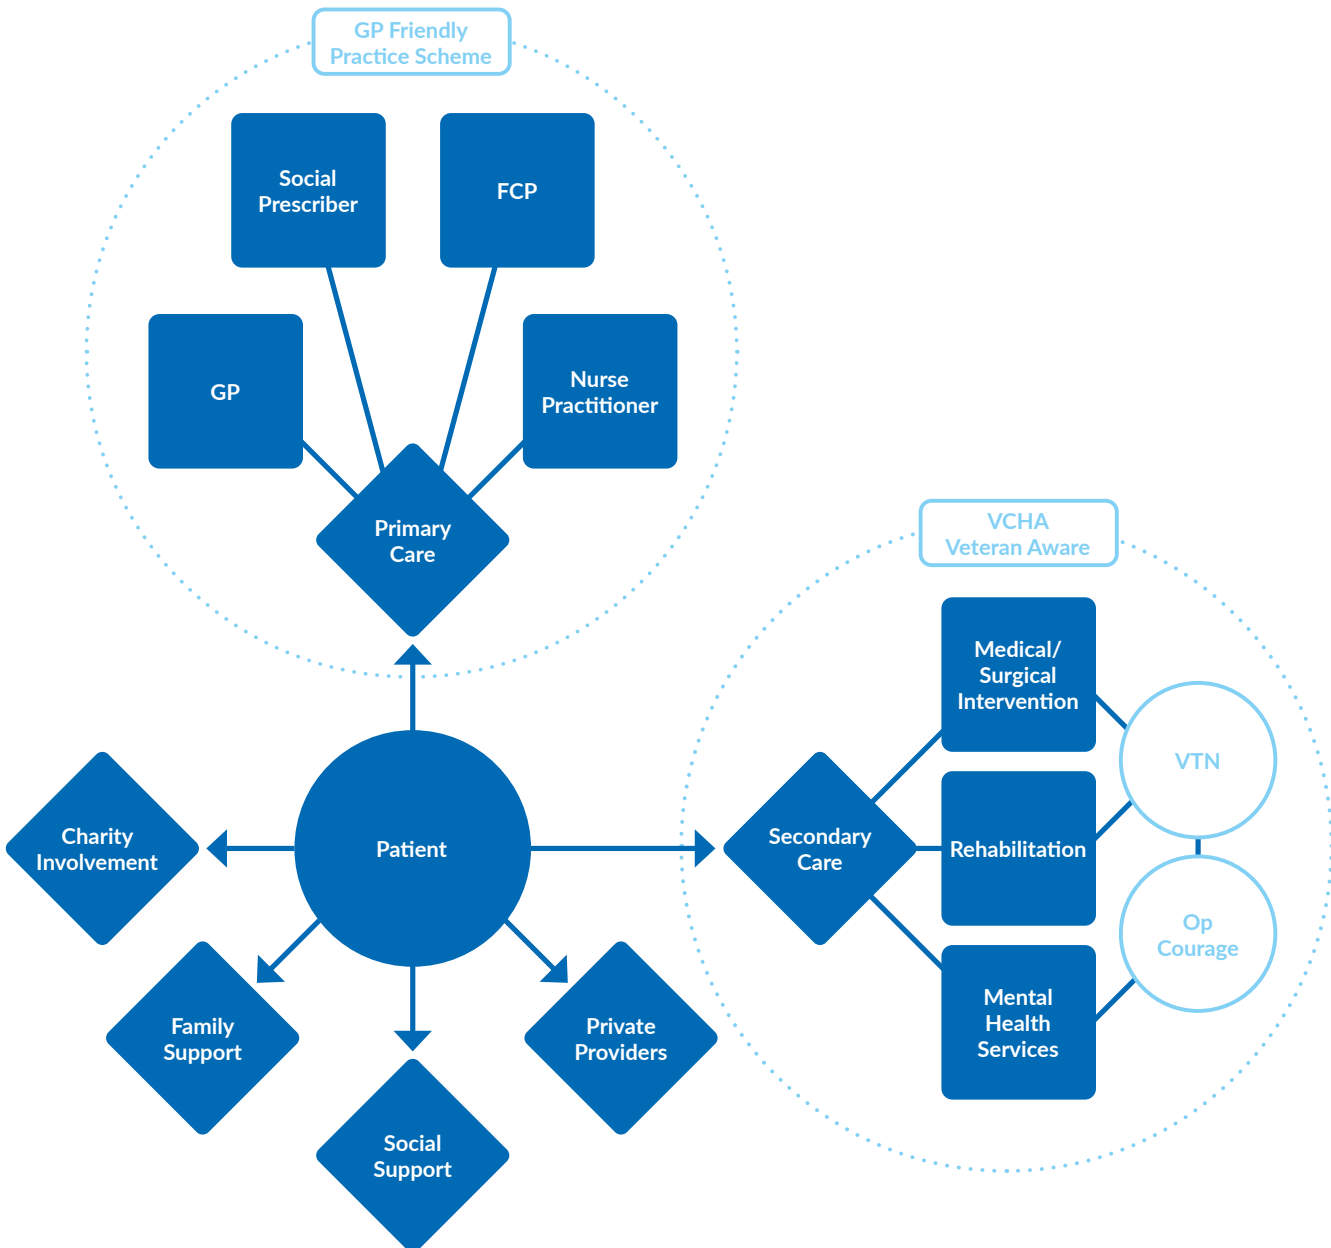 GP Friendly
Practice Scheme
Social
Prescriber
FCP
GP
Nurse
Practitioner
Primary
Care
VCHA
Veteran Aware
Medical/
Surgical
Intervention
VTN
Charity
Involvement
Patient
Secondary
Care
Rehabilitation
Op
Courage
Family
Support
Private
Providers
Mental
Health
Services
Social
Support